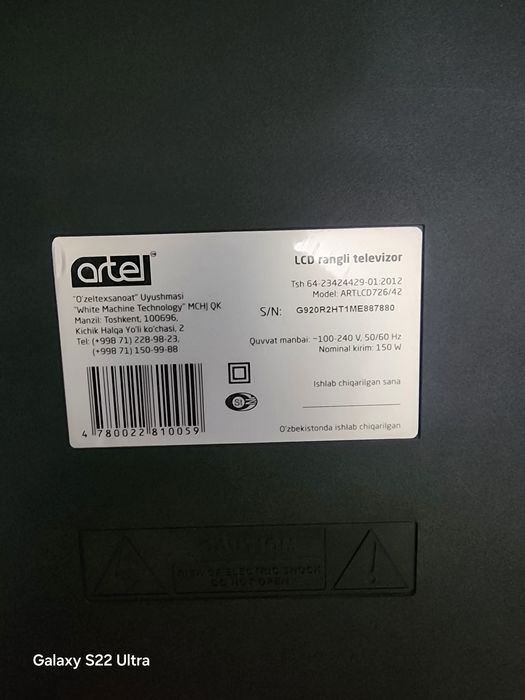 artel™
"O'zeltexsanoat" Uyushmasi
"White Machine Technology" MCHJ QK
Manzil: Toshkent, 100696,
Kichik Halqa Yo'li ko'chasi, 2
Tel: (+998 71) 228-98-23,
(+998 71) 150-99-88
4 780022 810059
LCD rangli televizor
Tsh 64-23424429-01:2012
Model: ARTLCD726/42
S/N: G920R2HT1ME887880
Quvvat manbai: ~100-240 V, 50/60 Hz
Nominal kirim: 150 W
St
Ishlab chiqarilgan sana
O'zbekistonda ishlab chiqarilgan
CAUTION
RISK OF ELECTRIC SHOCK
DO NOT OPEN
Galaxy S22 Ultra